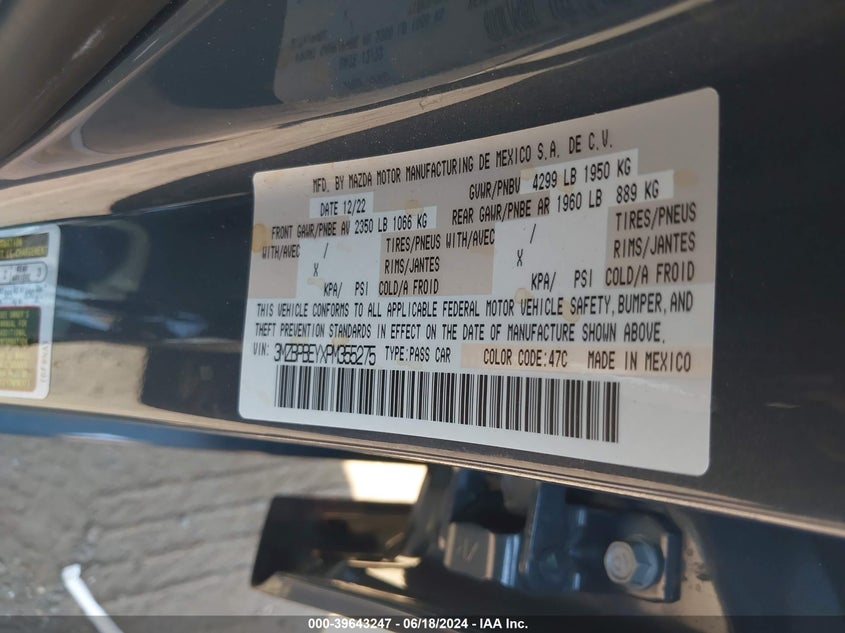 MFD. BY MAZDA MOTOR MANUFACTURING DE MEXICO S.A. DE C.V.
DATE 12/22 GVWR/PNBV 4299 LB 1950 KG
FRONT GAWR/PNBE AV 2350 LB 1066 KG REAR GAWR/PNBE AR 1960 LB 889 KG
WITH/AVEC / TIRES/PNEUS WITH/AVEC / TIRES/PNEUS
X RIMS/JANTES X RIMS/JANTES
KPA/ PSI COLD/A FROID KPA/ PSI COLD/A FROID
THIS VEHICLE CONFORMS TO ALL APPLICABLE FEDERAL MOTOR VEHICLE SAFETY, BUMPER, AND
THEFT PREVENTION STANDARDS IN EFFECT ON THE DATE OF MANUFACTURE SHOWN ABOVE.
VIN: 3MZBPBEYXPM355275 TYPE: PASS CAR COLOR CODE: 47C MADE IN MEXICO
000-39643247 - 06/18/2024 - IAA Inc.